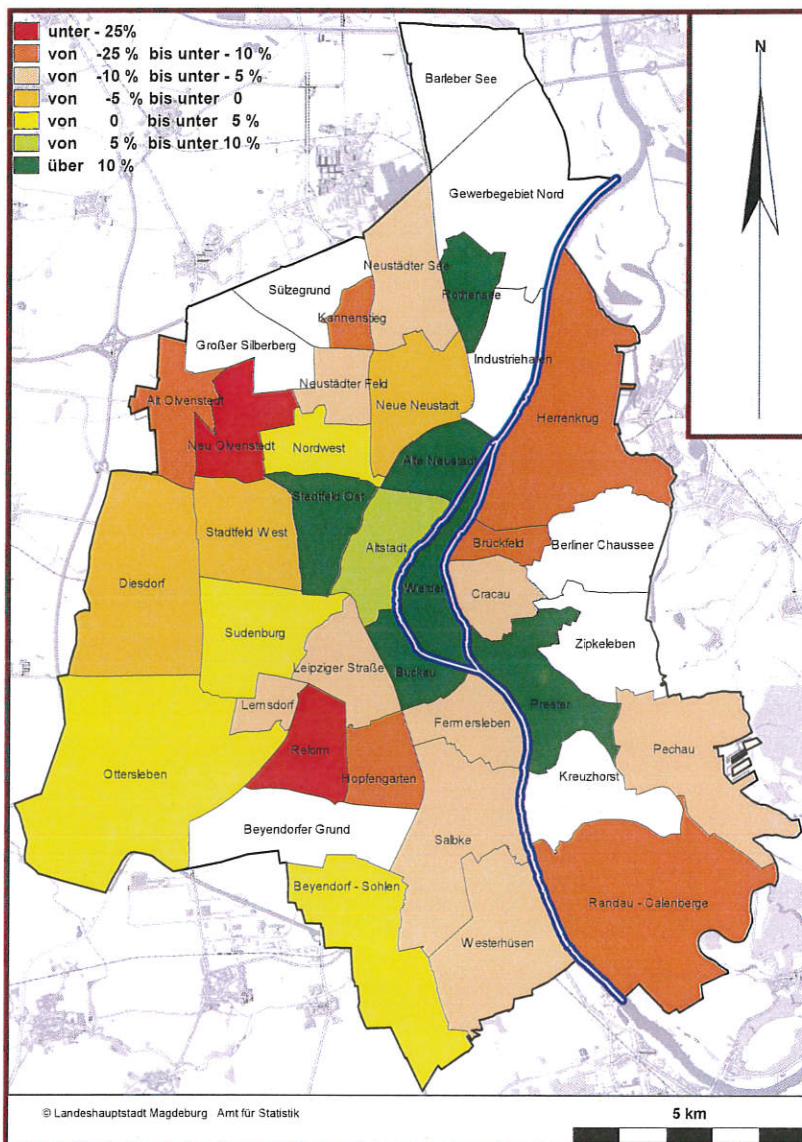 unter - 25%
von -25 % bis unter - 10 %
von -10 % bis unter - 5 %
von -5 % bis unter 0
von 0 bis unter 5 %
von 5 % bis unter 10 %
über 10 %
N
Barleber See
Gewerbegebiet Nord
Neustädter See
Sülzegrund
Rothensee
Kannenstieg
Großer Silberberg
Industriehafen
Neustädter Feld
Alt Olvenstedt
Neue Neustadt
Herrenkrug
Neu Olvenstedt
Nordwest
Alte Neustadt
Stadtfeld Ost
Stadtfeld West
Altstadt
Brückfeld
Berliner Chaussee
Diesdorf
Werder
Cracau
Sudenburg
Zipkeleben
Leipziger Straße
Buckau
Lemsdorf
Prester
Fermersleben
Reform
Pechau
Ottersleben
Hopfengarten
Kreuzhorst
Beyendorfer Grund
Salbke
Beyendorf - Sohlen
Randau - Calenberge
Westerhüsen
© Landeshauptstadt Magdeburg Amt für Statistik
5 km